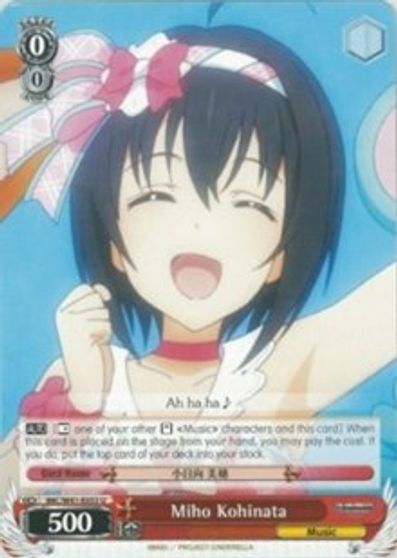 0
0
Ah ha ha♪
AUTO one of your other «Music» characters and this card] When
this card is placed on the stage from your hand, you may pay the cost. If
you do, put the top card of your deck into your stock.
Card Name 小日向 美穂
500
Miho Kohinata
Music
PROJECT CINDERELLA